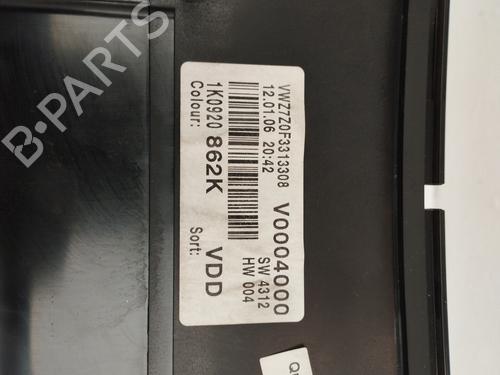 VWZ7Z0F3313308
12.01.06 20:42
1K0920 862K V0004000
Colour:
SW 4312
HW 004
Sort: VDD
B-PARTS